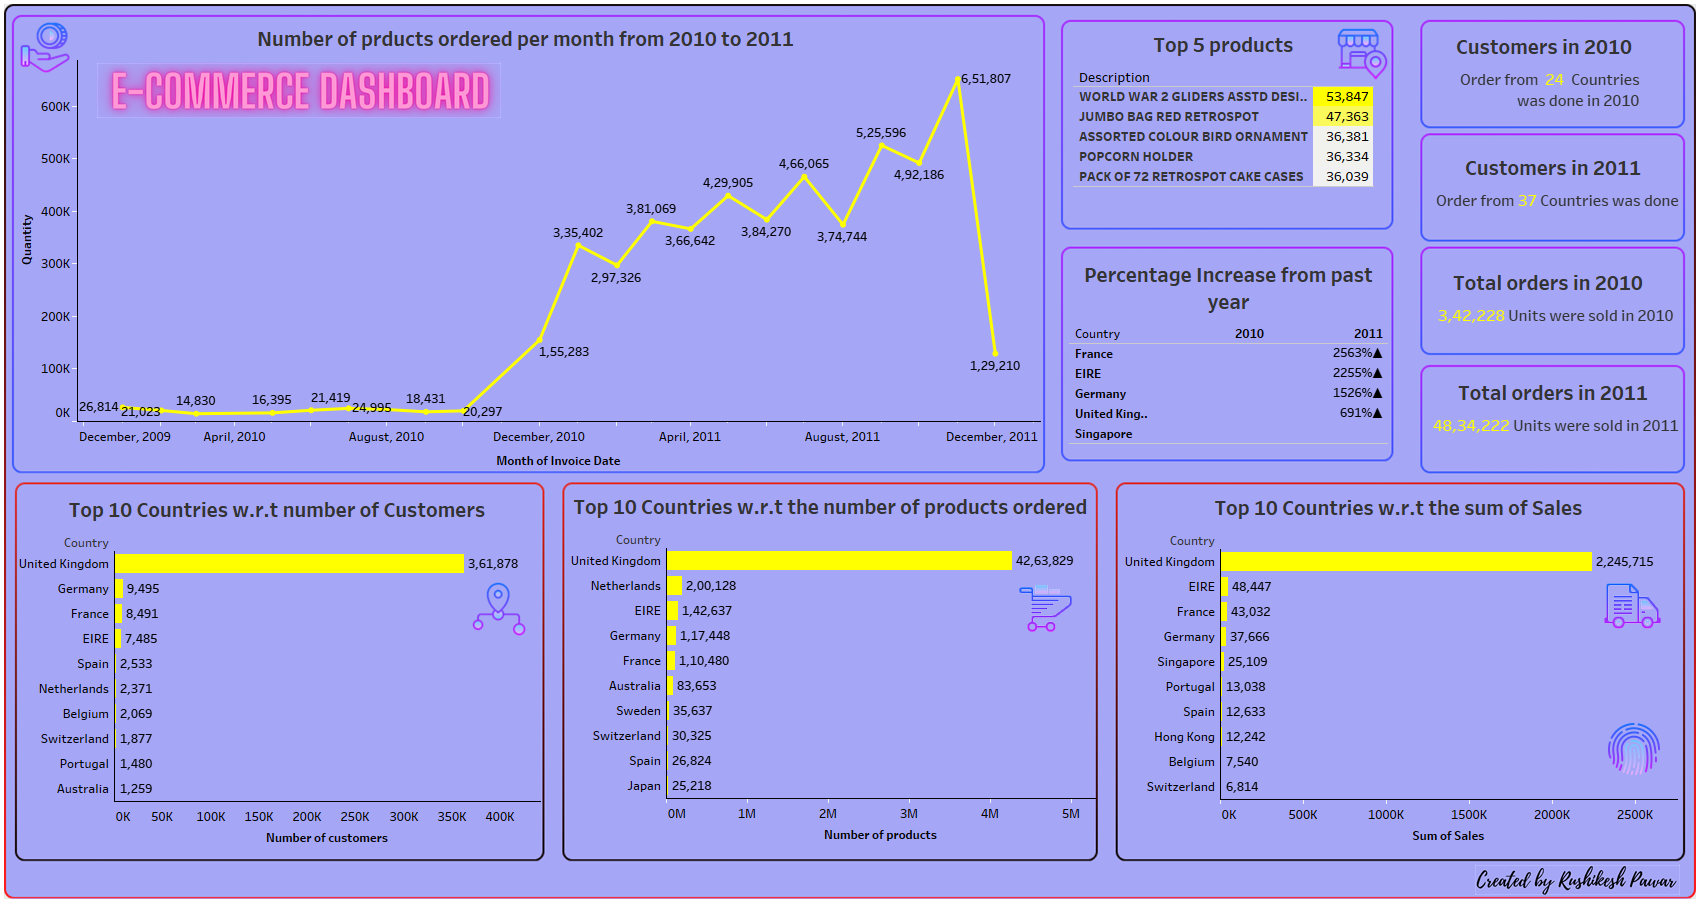 Number of prducts ordered per month from 2010 to 2011
E-COMMERCE DASHBOARD
Quantity
600K
500K
400K
300K
200K
100K
0K
26,814
21,023
14,830
16,395
21,419
24,995
18,431
20,297
1,55,283
3,35,402
2,97,326
3,81,069
3,66,642
4,29,905
3,84,270
4,66,065
3,74,744
5,25,596
4,92,186
6,51,807
1,29,210
December, 2009
April, 2010
August, 2010
December, 2010
April, 2011
August, 2011
December, 2011
Month of Invoice Date
Top 5 products
Description
WORLD WAR 2 GLIDERS ASSTD DESI.. 53,847
JUMBO BAG RED RETROSPOT 47,363
ASSORTED COLOUR BIRD ORNAMENT 36,381
POPCORN HOLDER 36,334
PACK OF 72 RETROSPOT CAKE CASES 36,039
Percentage Increase from past
year
Country 2010 2011
France 2563%▲
EIRE 2255%▲
Germany 1526%▲
United King.. 691%▲
Singapore
Customers in 2010
Order from 24 Countries
was done in 2010
Customers in 2011
Order from 37 Countries was done
Total orders in 2010
3,42,228 Units were sold in 2010
Total orders in 2011
48,34,222 Units were sold in 2011
Top 10 Countries w.r.t number of Customers
Country
United Kingdom 3,61,878
Germany 9,495
France 8,491
EIRE 7,485
Spain 2,533
Netherlands 2,371
Belgium 2,069
Switzerland 1,877
Portugal 1,480
Australia 1,259
0K 50K 100K 150K 200K 250K 300K 350K 400K
Number of customers
Top 10 Countries w.r.t the number of products ordered
Country
United Kingdom 42,63,829
Netherlands 2,00,128
EIRE 1,42,637
Germany 1,17,448
France 1,10,480
Australia 83,653
Sweden 35,637
Switzerland 30,325
Spain 26,824
Japan 25,218
0M 1M 2M 3M 4M 5M
Number of products
Top 10 Countries w.r.t the sum of Sales
Country
United Kingdom 2,245,715
EIRE 48,447
France 43,032
Germany 37,666
Singapore 25,109
Portugal 13,038
Spain 12,633
Hong Kong 12,242
Belgium 7,540
Switzerland 6,814
0K 500K 1000K 1500K 2000K 2500K
Sum of Sales
Created by Rushikesh Pawar